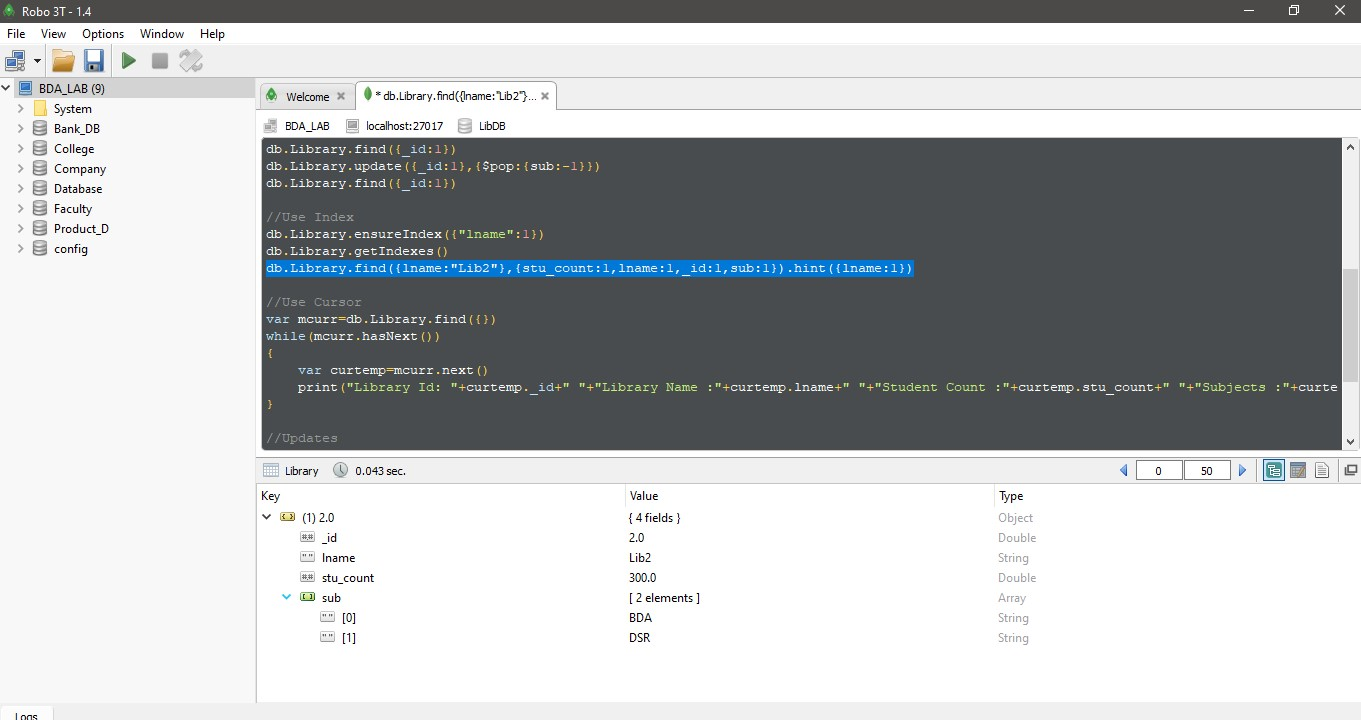 Robo 3T - 1.4
File View Options Window Help
BDA_LAB (9)
System
Bank_DB
College
Company
Database
Faculty
Product_D
config
Welcome
* db.Library.find({lname:"Lib2"}...
BDA_LAB localhost:27017 LibDB
db.Library.find({_id:1})
db.Library.update({_id:1},{$pop:{sub:-1}})
db.Library.find({_id:1})
//Use Index
db.Library.ensureIndex({"lname":1})
db.Library.getIndexes()
db.Library.find({lname:"Lib2"},{stu_count:1,lname:1,_id:1,sub:1}).hint({lname:1})
//Use Cursor
var mcurr=db.Library.find({})
while(mcurr.hasNext())
{
var curtemp=mcurr.next()
print("Library Id: "+curtemp._id+" "+"Library Name :"+curtemp.lname+" "+"Student Count :"+curtemp.stu_count+" "+"Subjects :"+curte
}
//Updates
Library 0.043 sec. 0 50
Key Value Type
(1) 2.0 { 4 fields } Object
_id 2.0 Double
lname Lib2 String
stu_count 300.0 Double
sub [ 2 elements ] Array
[0] BDA String
[1] DSR String
Logs